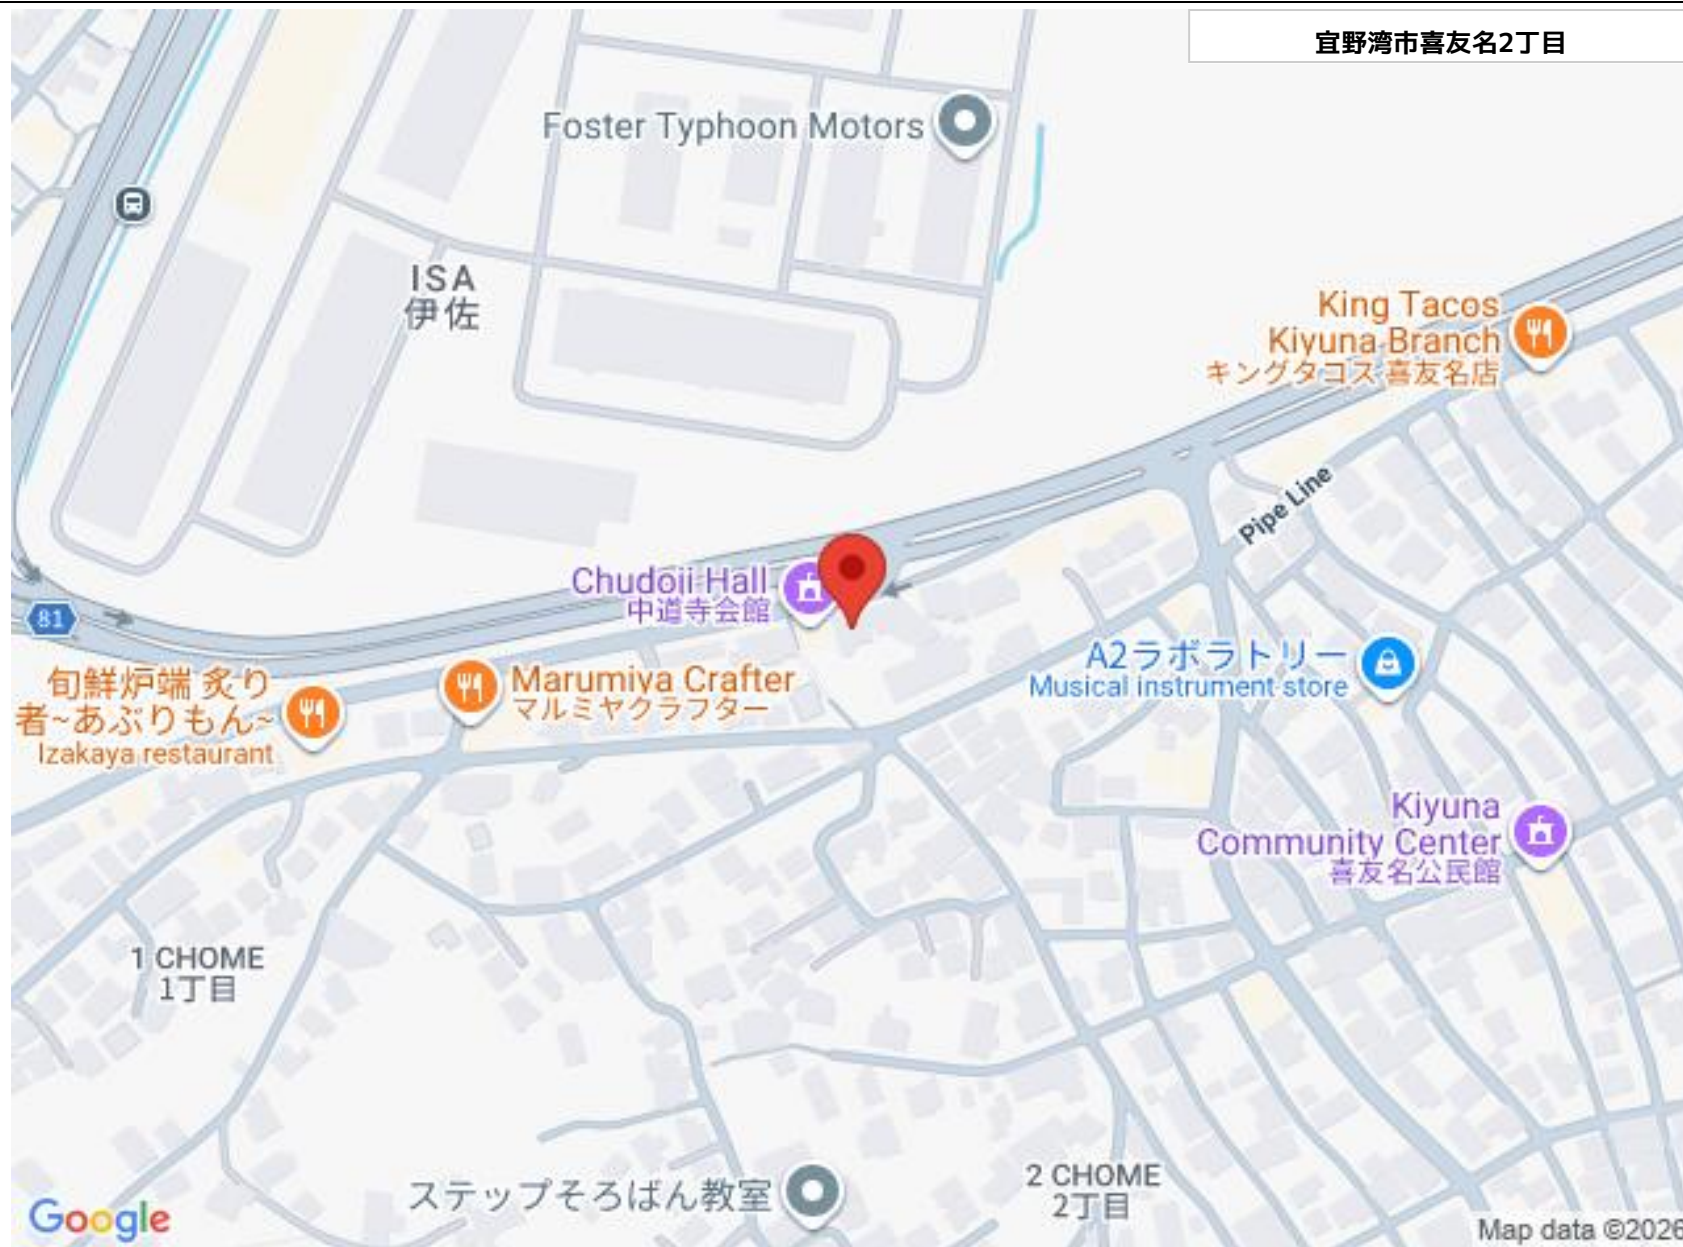 宜野湾市喜友名2丁目
Foster Typhoon Motors
ISA
伊佐
King Tacos
Kiyuna Branch
キングタコス 喜友名店
Pipe Line
Chudoji Hall
中道寺会館
81
旬鮮炉端 炙り
者~あぶりもん~
Izakaya restaurant
Marumiya Crafter
マルミヤクラフター
A2ラボラトリー
Musical instrument store
Kiyuna
Community Center
喜友名公民館
1 CHOME
1丁目
ステップそろばん教室
2 CHOME
2丁目
Google
Map data ©2026